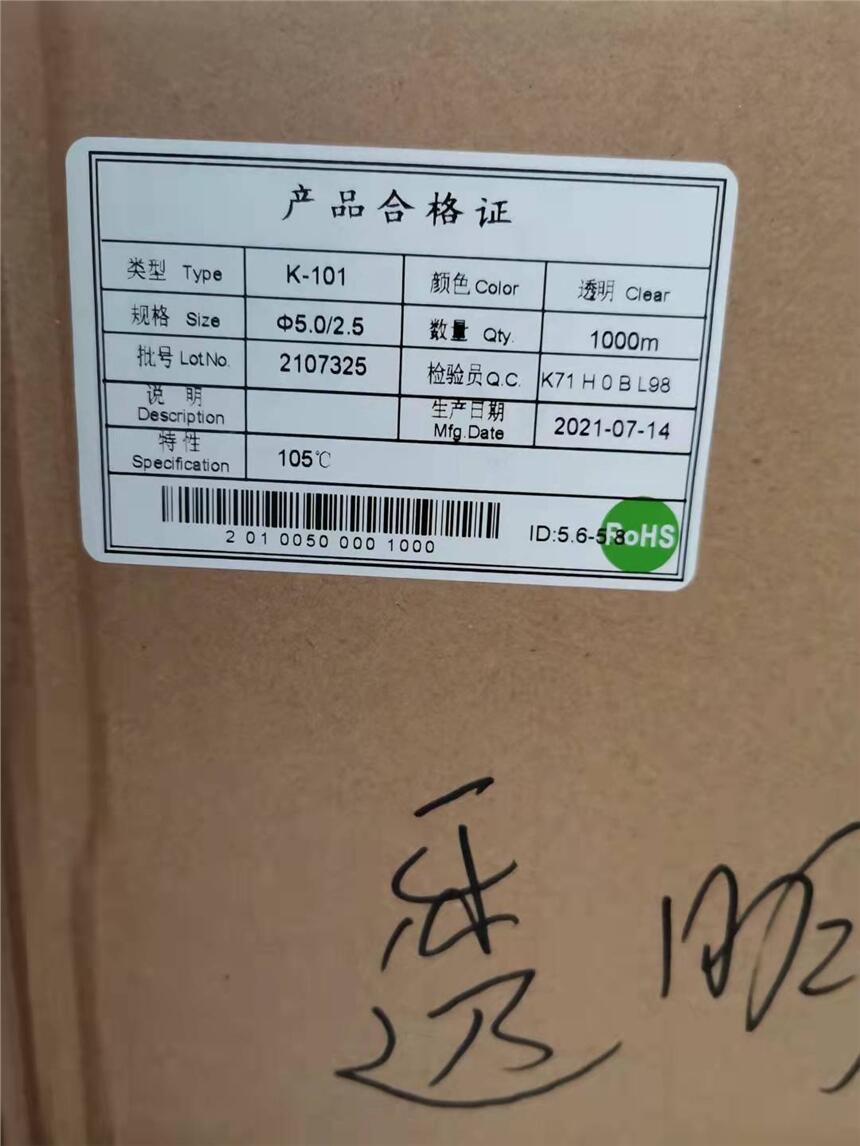 产品合格证
类型 Type K-101 颜色 Color 透明 Clear
规格 Size Φ5.0/2.5 数量 Qty. 1000m
批号 Lot No. 2107325 检验员 Q.C. K71 H 0 B L98
说 明 Description 生产日期 Mfg.Date 2021-07-14
特性 Specification 105℃
2 01 0050 000 1000 ID:5.6-5.8 RoHS
透明